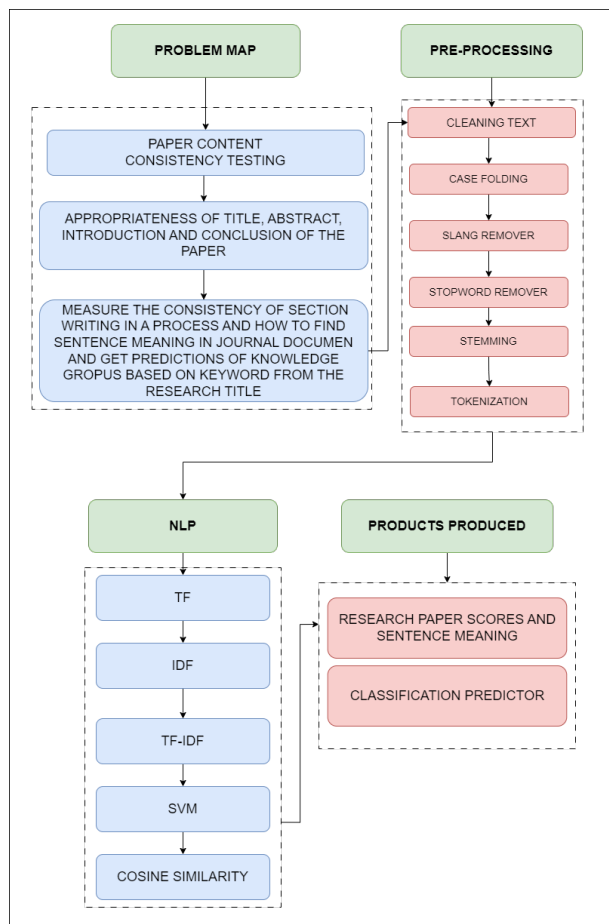 PROBLEM MAP
PAPER CONTENT
CONSISTENCY TESTING
APPROPRIATENESS OF TITLE, ABSTRACT,
INTRODUCTION AND CONCLUSION OF THE
PAPER
MEASURE THE CONSISTENCY OF SECTION
WRITING IN A PROCESS AND HOW TO FIND
SENTENCE MEANING IN JOURNAL DOCUMEN
AND GET PREDICTIONS OF KNOWLEDGE
GROPUS BASED ON KEYWORD FROM THE
RESEARCH TITLE
PRE-PROCESSING
CLEANING TEXT
CASE FOLDING
SLANG REMOVER
STOPWORD REMOVER
STEMMING
TOKENIZATION
NLP
TF
IDF
TF-IDF
SVM
COSINE SIMILARITY
PRODUCTS PRODUCED
RESEARCH PAPER SCORES AND
SENTENCE MEANING
CLASSIFICATION PREDICTOR